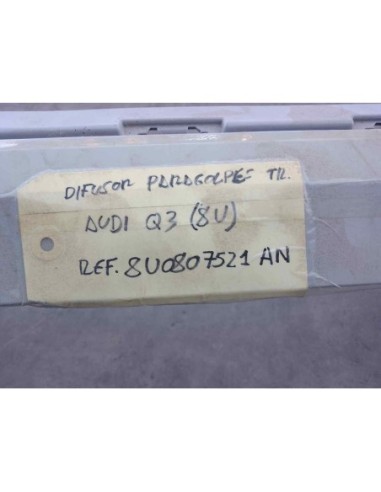 DIFUSOR PARAGOLPES TR.
AUDI Q3 (8U)
REF. 8U0807521 AN